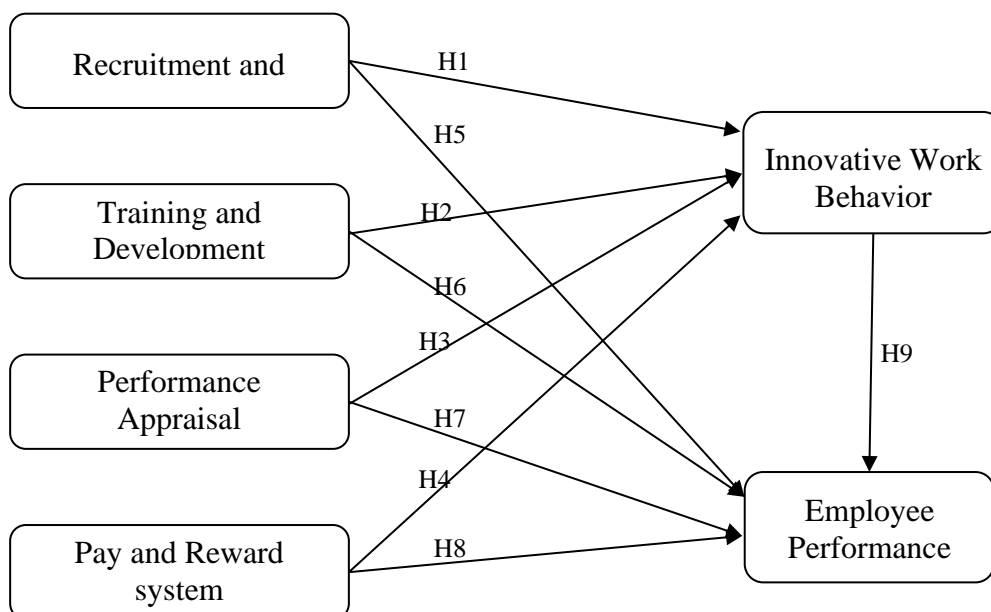 Recruitment and
H1
H5
Innovative Work
Behavior
Training and
Development
H2
H6
H3
H9
Performance
Appraisal
H7
H4
Employee
Performance
Pay and Reward
system
H8